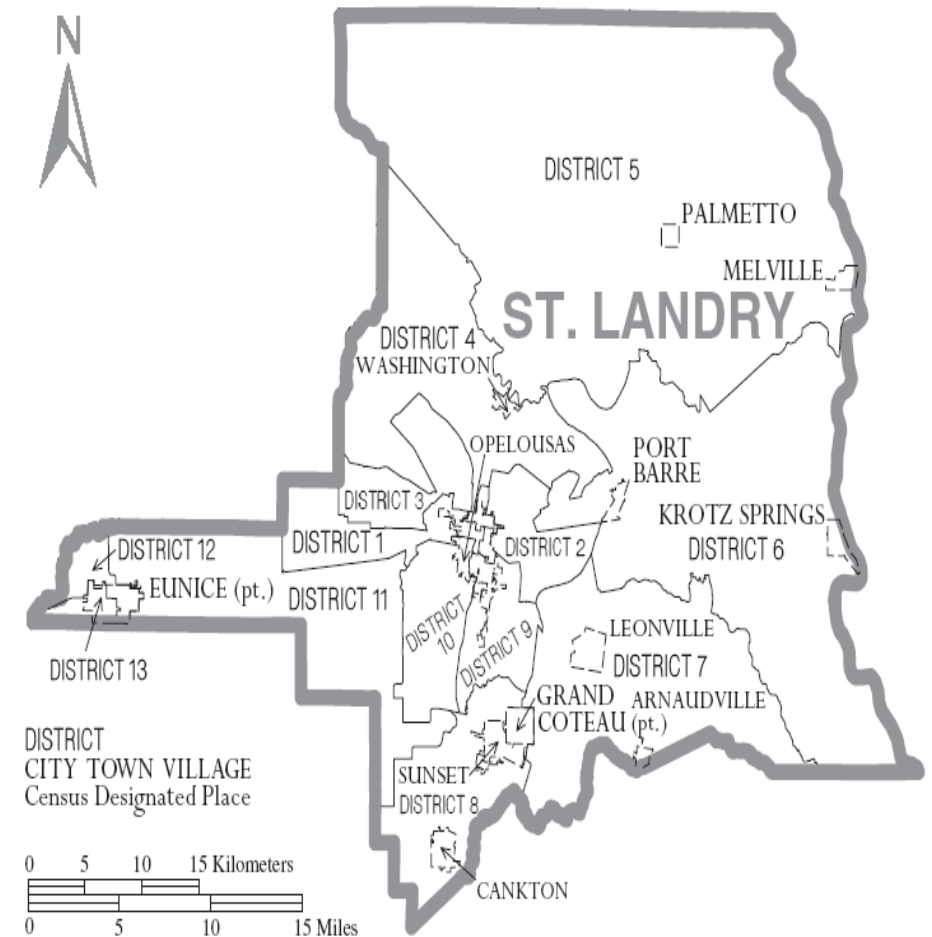 N
DISTRICT 5
PALMETTO
MELVILLE
ST. LANDRY
DISTRICT 4
WASHINGTON
OPELOUSAS
PORT
BARRE
DISTRICT 3
KROTZ SPRINGS
DISTRICT 1
DISTRICT 2
DISTRICT 6
DISTRICT 12
EUNICE (pt.)
DISTRICT 11
DISTRICT
10
DISTRICT 9
LEONVILLE
DISTRICT 7
DISTRICT 13
GRAND
COTEAU
ARNAUDVILLE
(pt.)
SUNSET
DISTRICT 8
CANKTON
DISTRICT
CITY TOWN VILLAGE
Census Designated Place
0 5 10 15 Kilometers
0 5 10 15 Miles